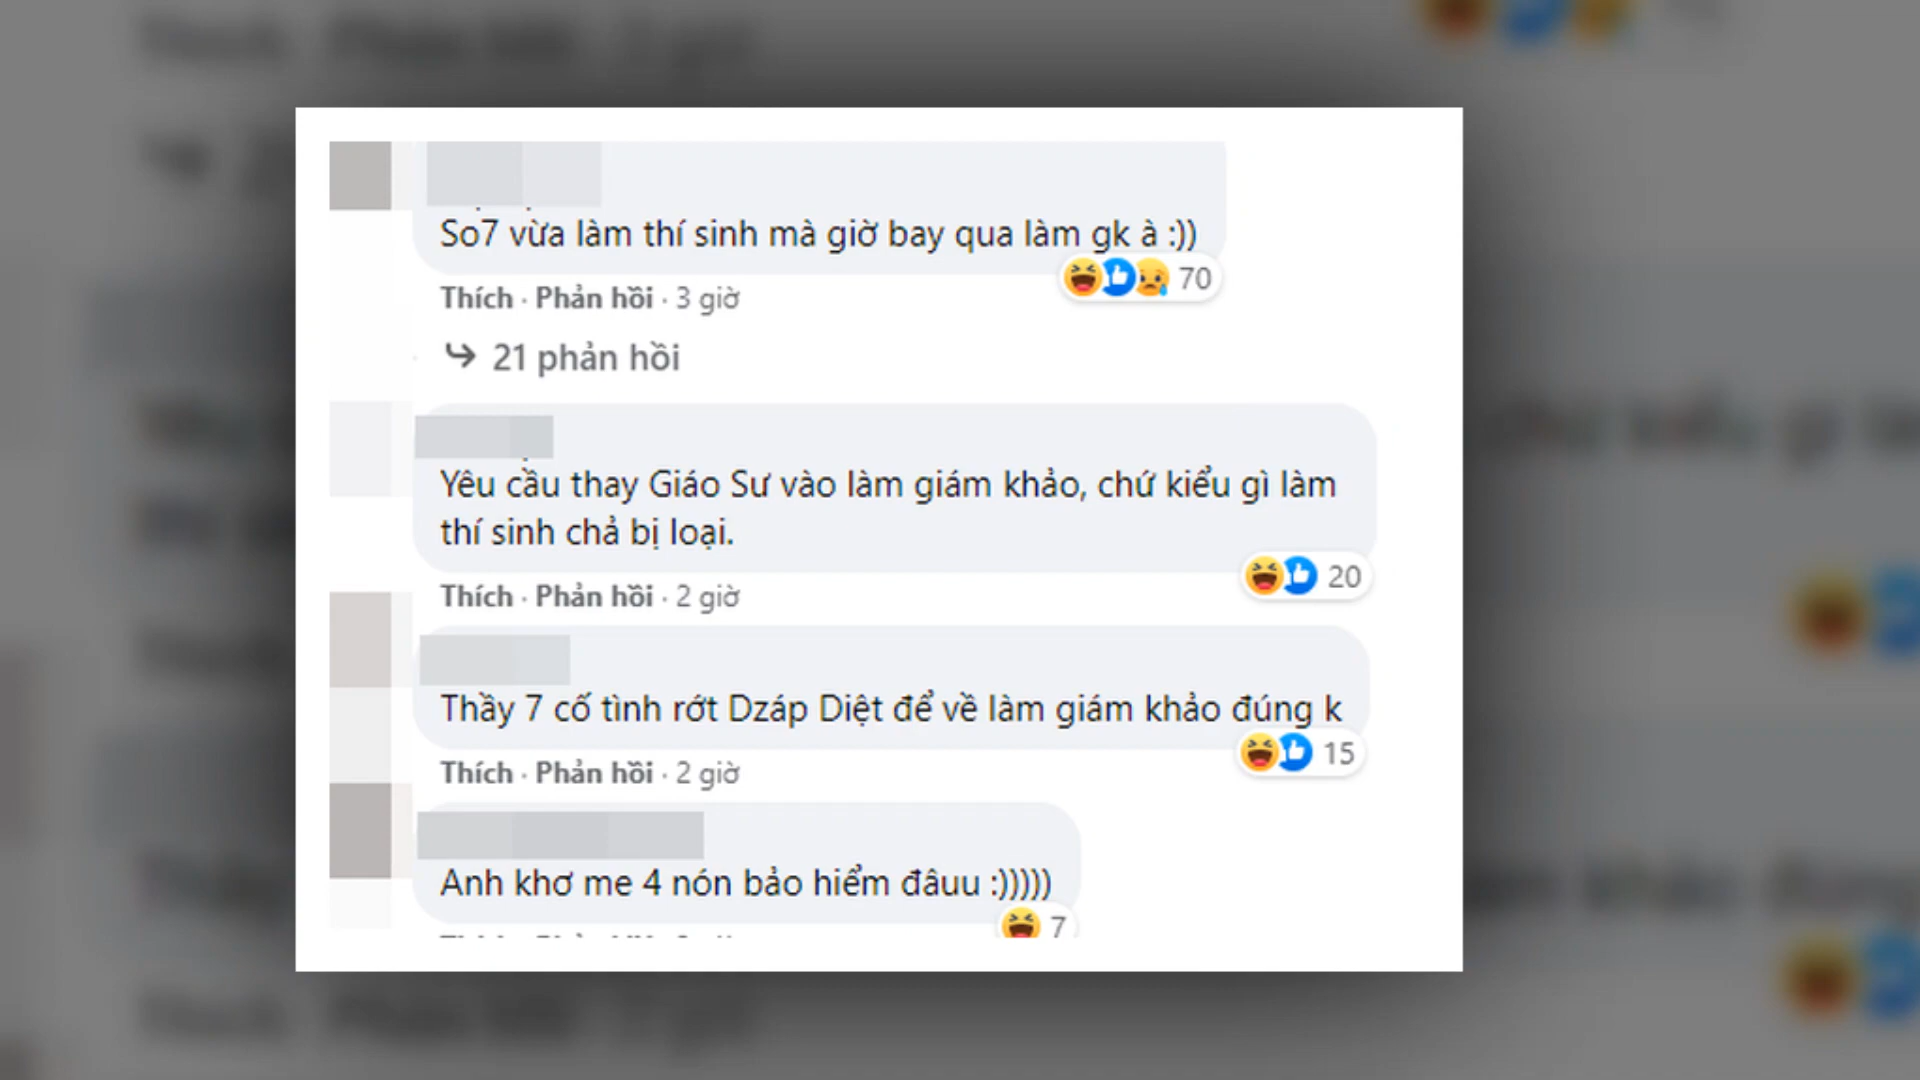 So7 vừa làm thí sinh mà giờ bay qua làm gk à :))
70
Thích · Phản hồi · 3 giờ
21 phản hồi
Yêu cầu thay Giáo Sư vào làm giám khảo, chứ kiểu gì làm
thí sinh chả bị loại.
20
Thích · Phản hồi · 2 giờ
Thầy 7 cố tình rớt Dzáp Diệt để về làm giám khảo đúng k
15
Thích · Phản hồi · 2 giờ
Anh khơ me 4 nón bảo hiểm đâuu :)))))
7